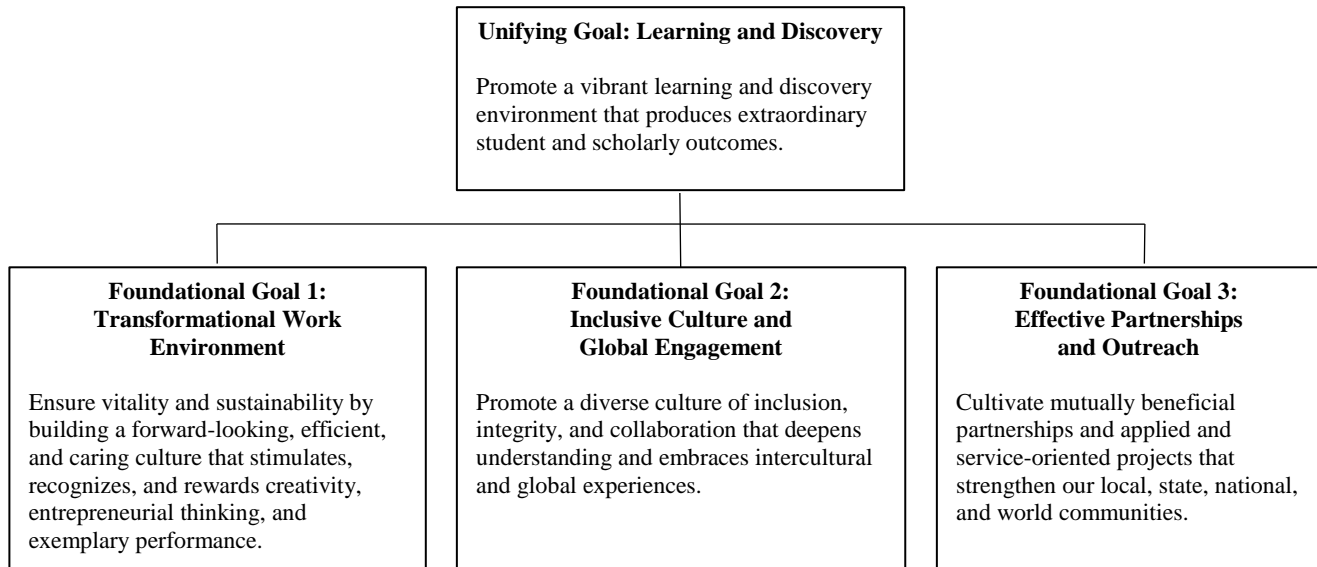 Unifying Goal: Learning and Discovery
Promote a vibrant learning and discovery
environment that produces extraordinary
student and scholarly outcomes.
Foundational Goal 1:
Transformational Work
Environment
Ensure vitality and sustainability by
building a forward-looking, efficient,
and caring culture that stimulates,
recognizes, and rewards creativity,
entrepreneurial thinking, and
exemplary performance.
Foundational Goal 2:
Inclusive Culture and
Global Engagement
Promote a diverse culture of inclusion,
integrity, and collaboration that deepens
understanding and embraces intercultural
and global experiences.
Foundational Goal 3:
Effective Partnerships
and Outreach
Cultivate mutually beneficial
partnerships and applied and
service-oriented projects that
strengthen our local, state, national,
and world communities.